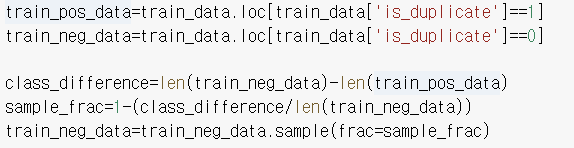 train_pos_data=train_data.loc[train_data['is_duplicate']==1]
train_neg_data=train_data.loc[train_data['is_duplicate']==0]
class_difference=len(train_neg_data)-len(train_pos_data)
sample_frac=1-(class_difference/len(train_neg_data))
train_neg_data=train_neg_data.sample(frac=sample_frac)